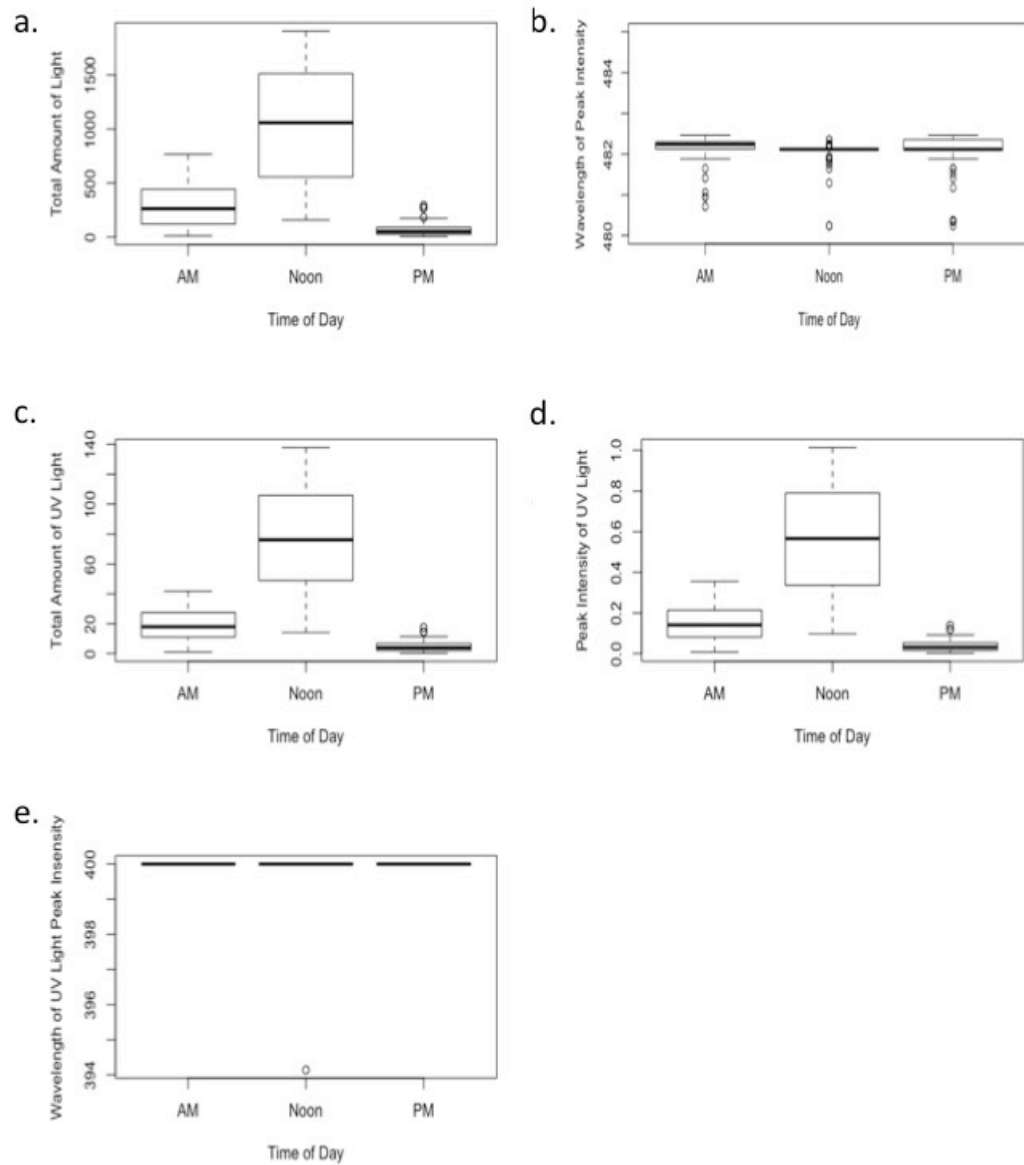 a.
Total Amount of Light
0
500
1000
1500
AM
Noon
PM
Time of Day
b.
Wavelength of Peak Intensity
480
482
484
AM
Noon
PM
Time of Day
c.
Total Amount of UV Light
0
20
60
100
140
AM
Noon
PM
Time of Day
d.
Peak Intensity of UV Light
0.0
0.2
0.4
0.6
0.8
1.0
AM
Noon
PM
Time of Day
e.
Wavelength of UV Light Peak Insensity
394
396
398
400
AM
Noon
PM
Time of Day